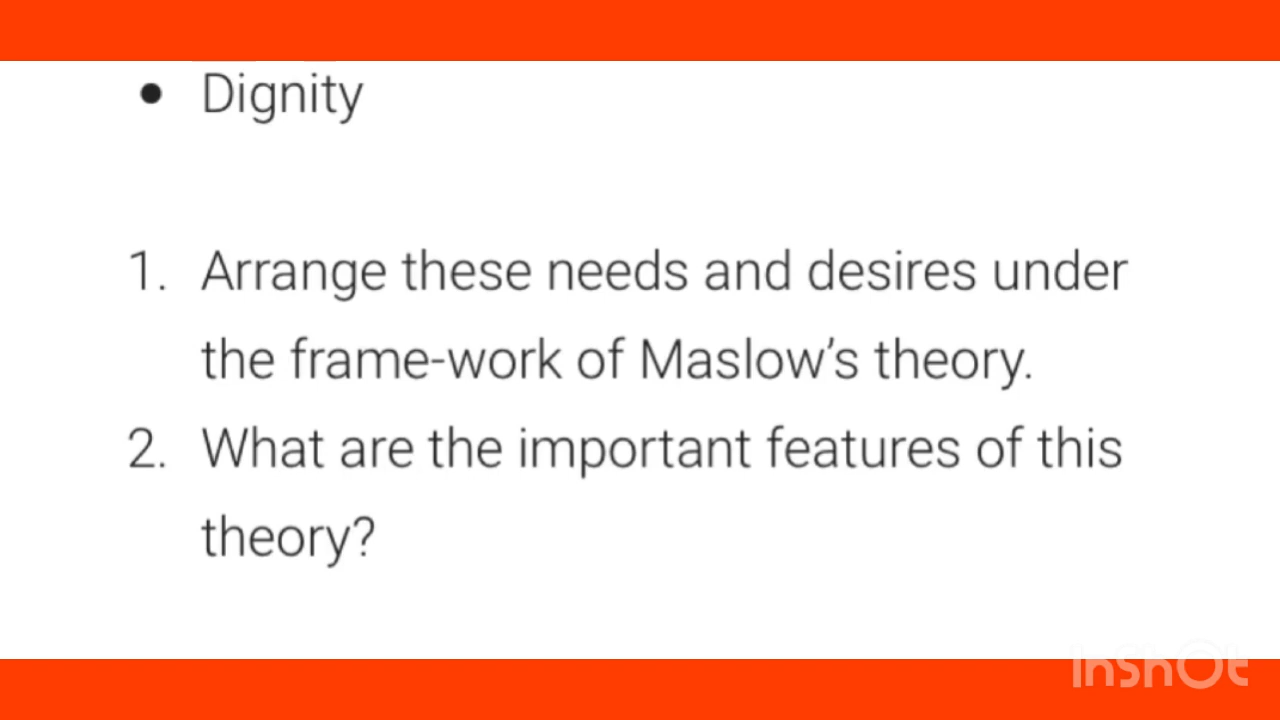 • Dignity
1. Arrange these needs and desires under
the frame-work of Maslow's theory.
2. What are the important features of this
theory?
InShOt